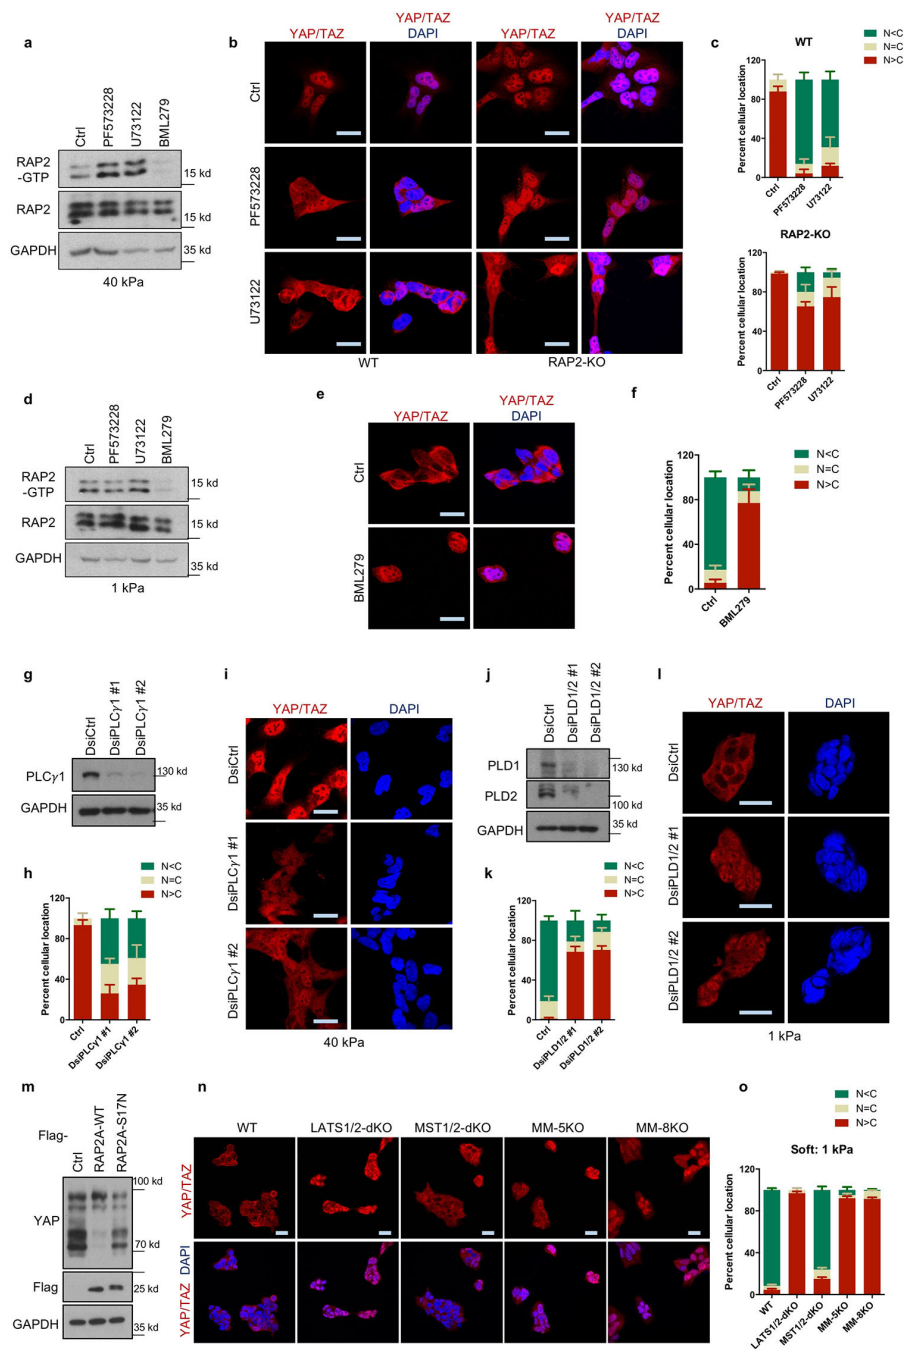 a
Ctrl
PF573228
U73122
BML279
RAP2
-GTP
15 kd
RAP2
15 kd
GAPDH
35 kd
40 kPa
b
YAP/TAZ
YAP/TAZ
DAPI
YAP/TAZ
YAP/TAZ
DAPI
Ctrl
PF573228
U73122
WT
RAP2-KO
c
N<C
N=C
N>C
WT
Percent cellular location
120
80
40
0
Ctrl
PF573228
U73122
RAP2-KO
Percent cellular location
120
80
40
0
Ctrl
PF573228
U73122
d
Ctrl
PF573228
U73122
BML279
RAP2
-GTP
15 kd
RAP2
15 kd
GAPDH
35 kd
1 kPa
e
YAP/TAZ
YAP/TAZ
DAPI
Ctrl
BML279
f
N<C
N=C
N>C
Percent cellular location
120
80
40
0
Ctrl
BML279
g
DsiCtrl
DsiPLCγ1 #1
DsiPLCγ1 #2
PLCγ1
130 kd
GAPDH
35 kd
h
N<C
N=C
N>C
Percent cellular location
120
80
40
0
Ctrl
DsiPLCγ1 #1
DsiPLCγ1 #2
i
YAP/TAZ
DAPI
DsiCtrl
DsiPLCγ1 #1
DsiPLCγ1 #2
40 kPa
j
DsiCtrl
DsiPLD1/2 #1
DsiPLD1/2 #2
PLD1
130 kd
PLD2
100 kd
GAPDH
35 kd
k
N<C
N=C
N>C
Percent cellular location
120
80
40
0
Ctrl
DsiPLD1/2 #1
DsiPLD1/2 #2
l
YAP/TAZ
DAPI
DsiCtrl
DsiPLD1/2 #1
DsiPLD1/2 #2
1 kPa
m
Flag-
Ctrl
RAP2A-WT
RAP2A-S17N
100 kd
YAP
70 kd
Flag
25 kd
GAPDH
35 kd
n
WT
LATS1/2-dKO
MST1/2-dKO
MM-5KO
MM-8KO
YAP/TAZ
YAP/TAZ DAPI
o
N<C
N=C
N>C
Soft: 1 kPa
Percent cellular location
120
80
40
0
WT
LATS1/2-dKO
MST1/2-dKO
MM-5KO
MM-8KO